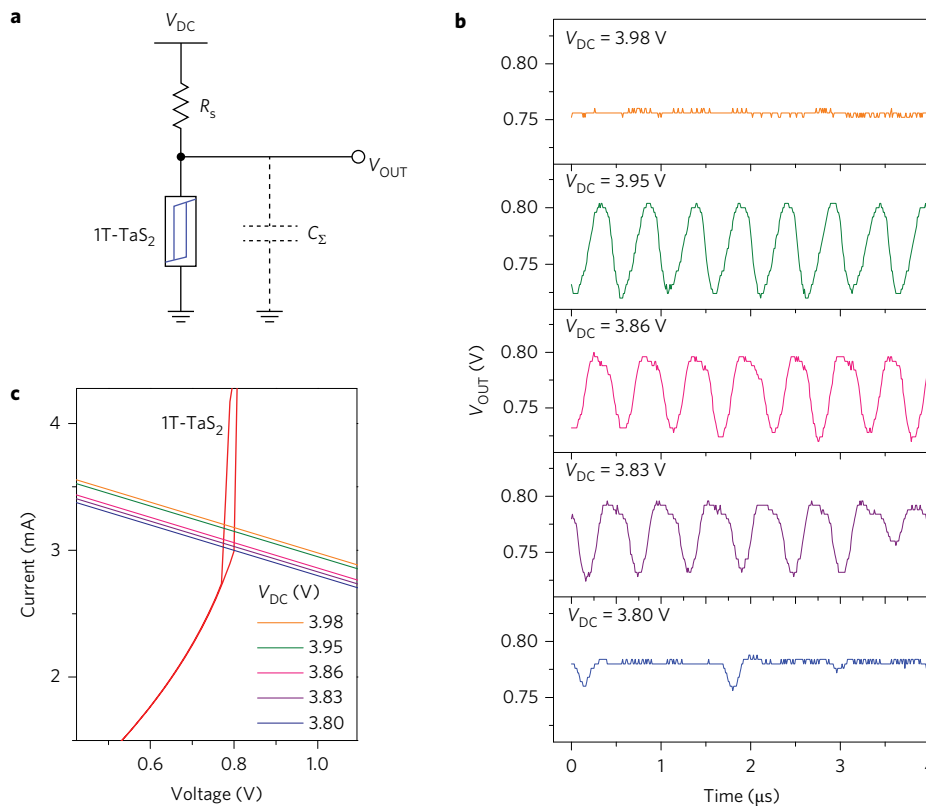 a
V_DC
R_s
V_OUT
1T-TaS_2
C_Σ
b
V_DC = 3.98 V
0.80
0.75
V_DC = 3.95 V
0.80
0.75
V_DC = 3.86 V
0.80
0.75
V_DC = 3.83 V
0.80
0.75
V_DC = 3.80 V
0.80
0.75
V_OUT (V)
0 1 2 3 4
Time (μs)
c
1T-TaS_2
4
3
2
Current (mA)
V_DC (V)
3.98
3.95
3.86
3.83
3.80
0.6 0.8 1.0
Voltage (V)